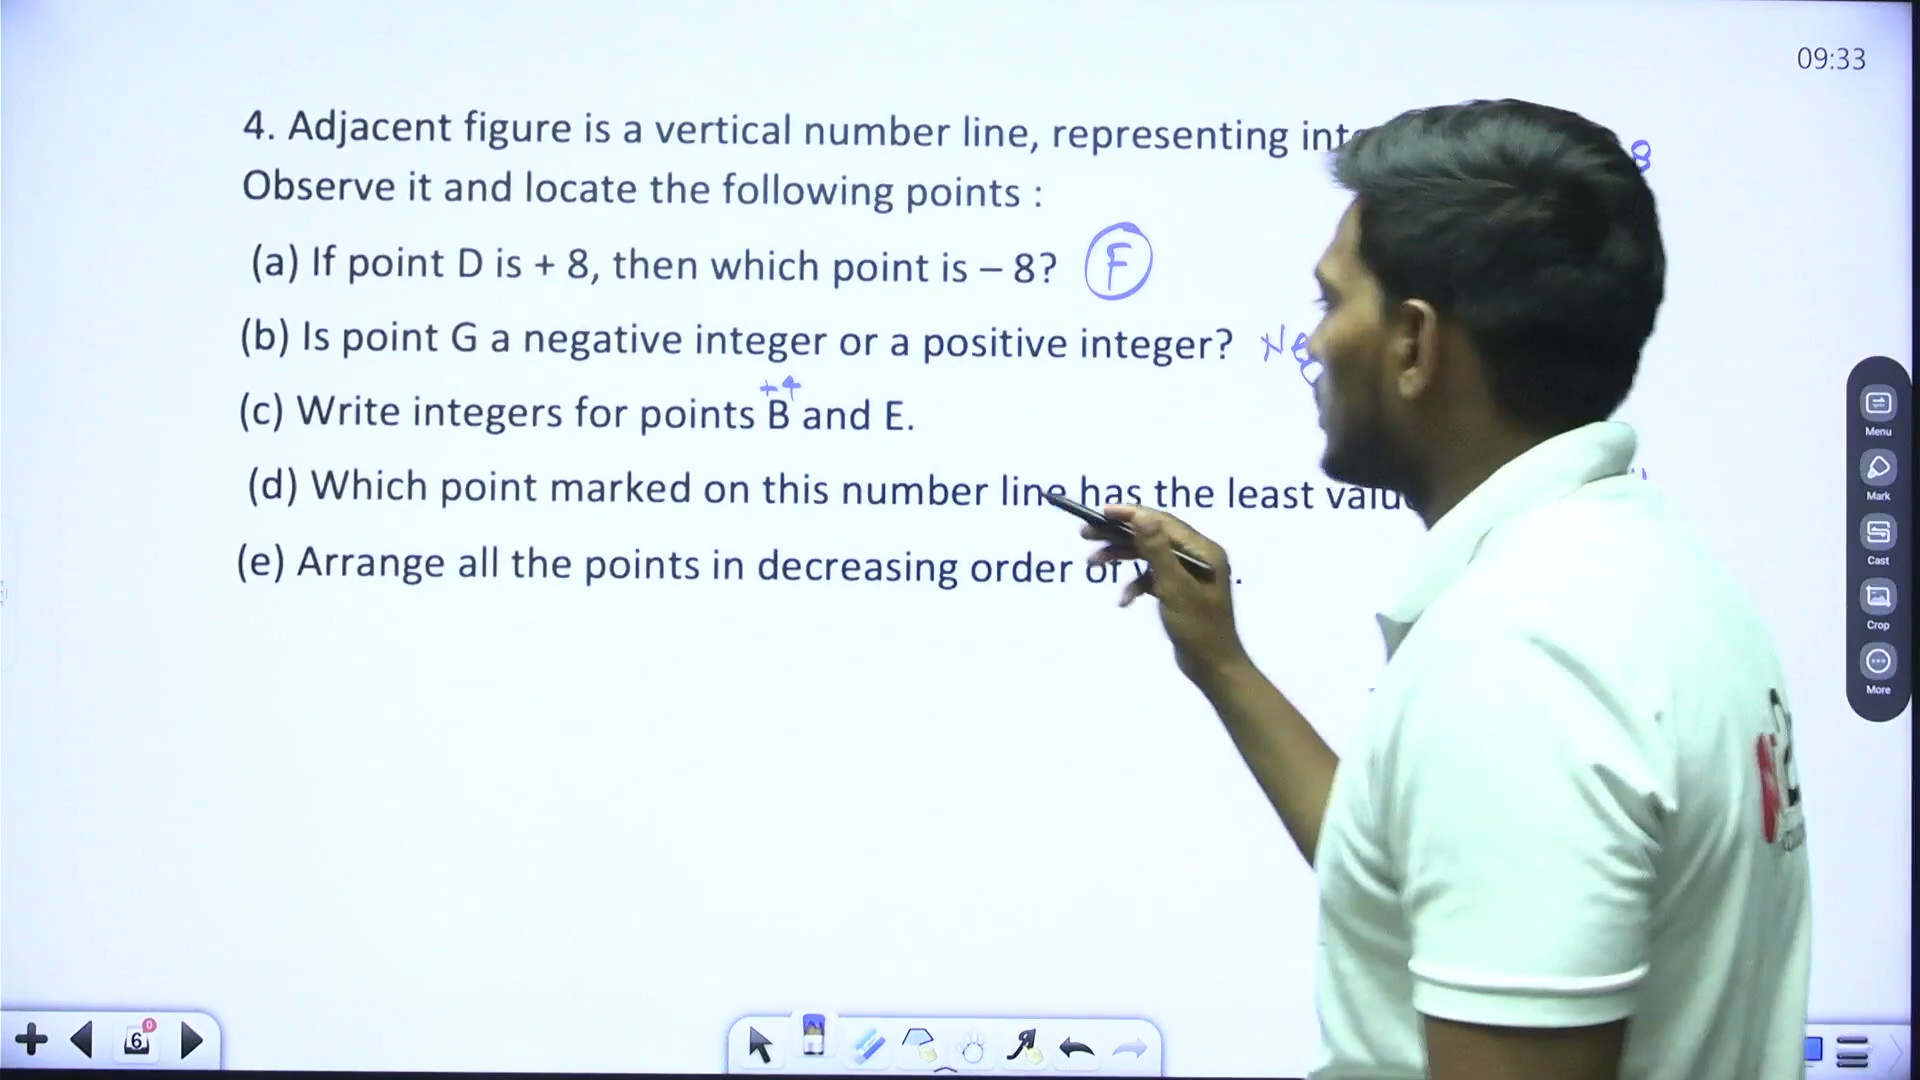 09:33
4. Adjacent figure is a vertical number line, representing
8
Observe it and locate the following points :
(a) If point D is + 8, then which point is – 8? F
(b) Is point G a negative integer or a positive integer?
+4
(c) Write integers for points B and E.
(d) Which point marked on this number line has the least
(e) Arrange all the points in decreasing order of
Menu
Mark
Cast
Crop
More
6
0